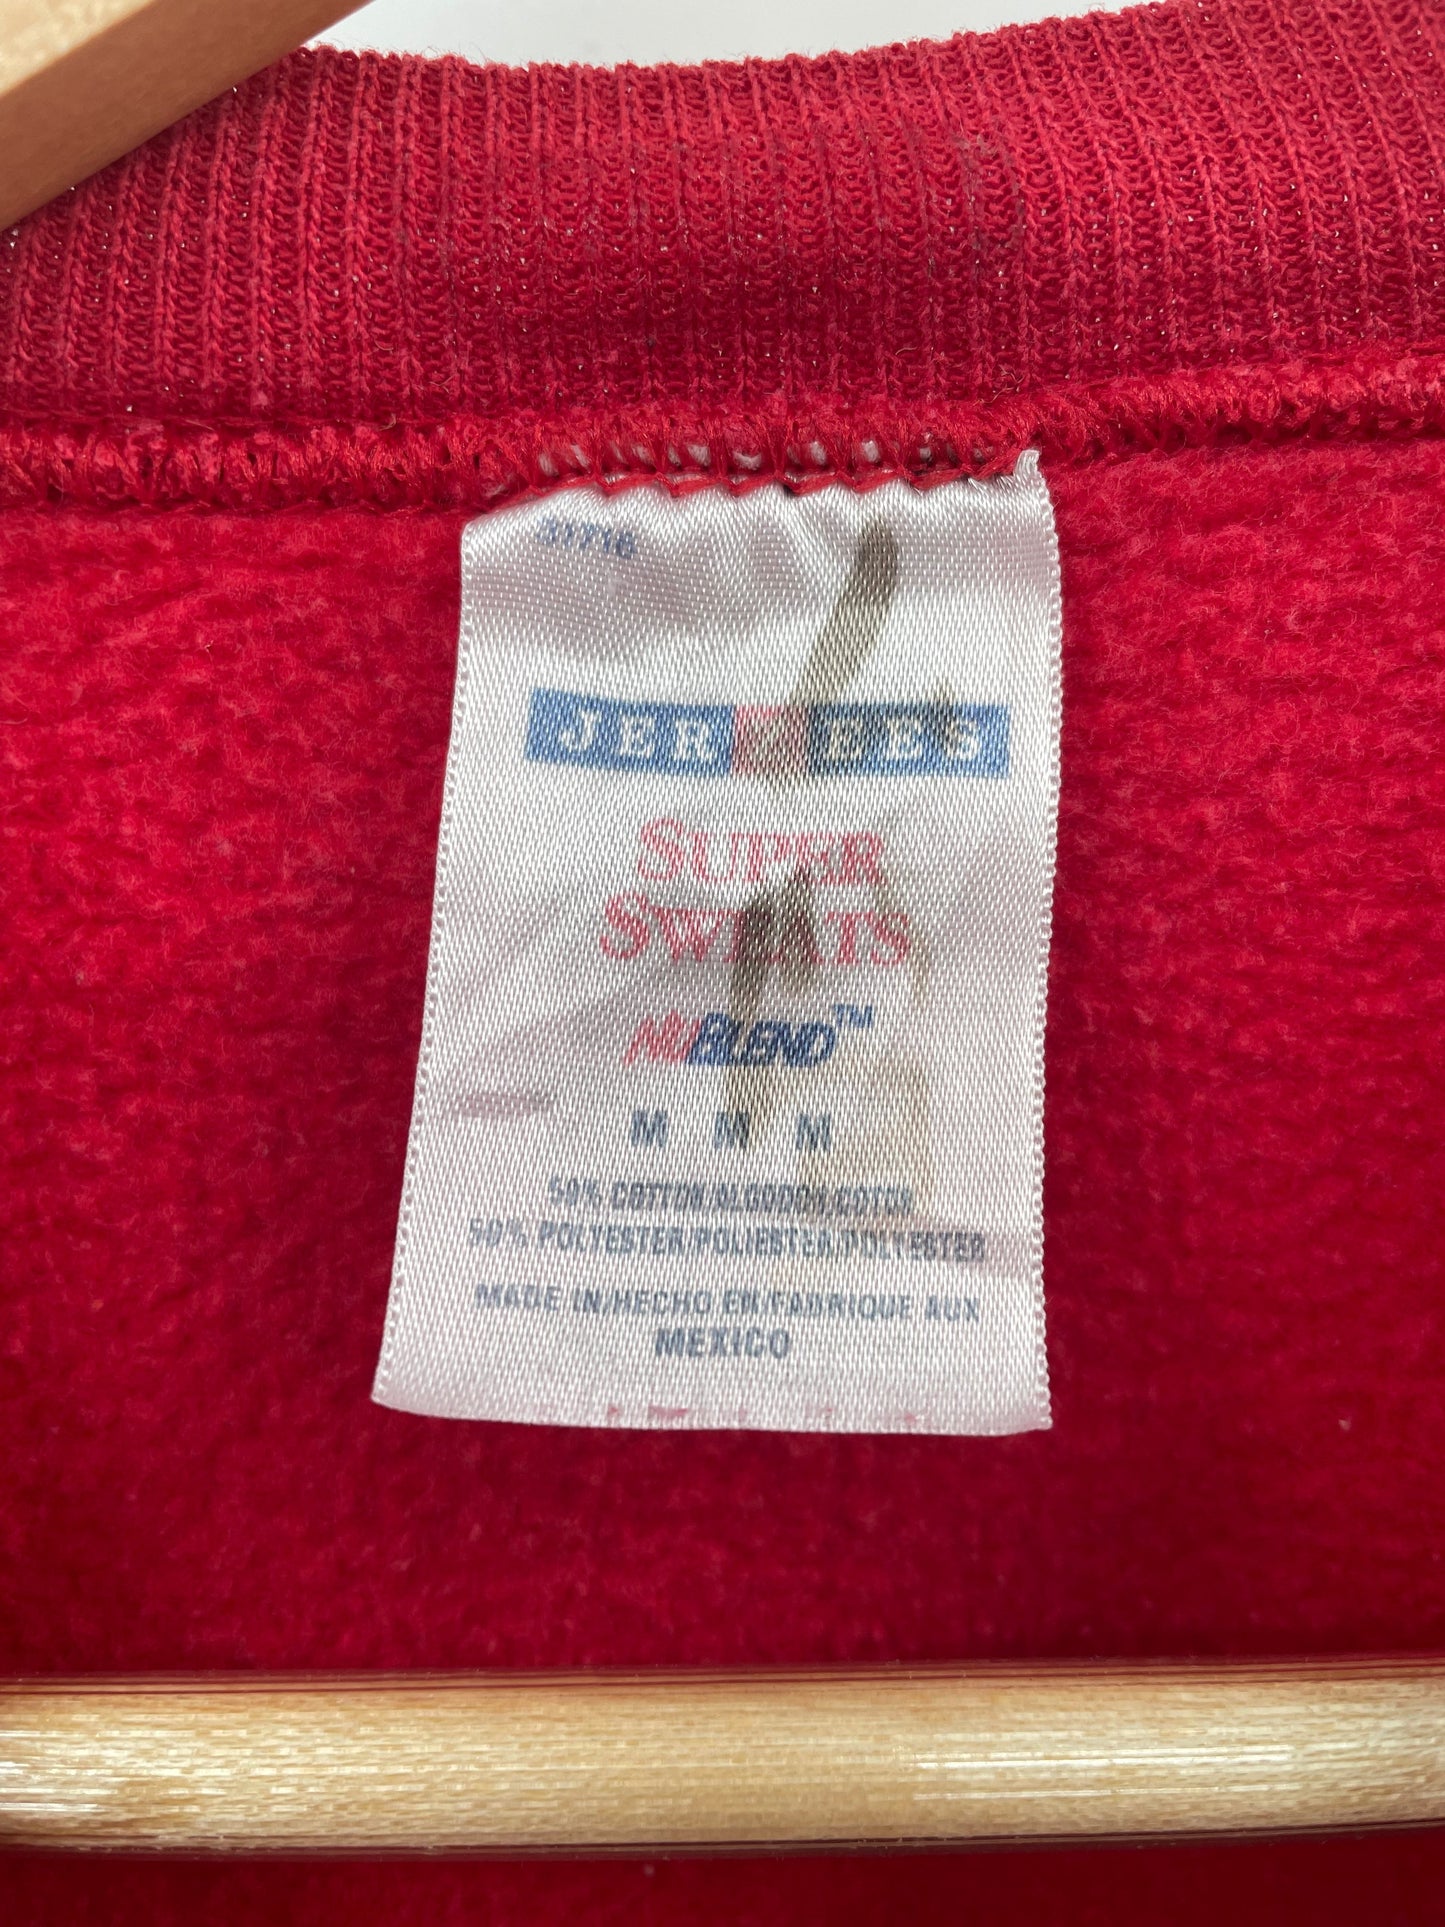 31716
JERZEES
SUPER
SWEATS
NUBLEND™
M M M
50% COTTON/ALGODON/COTON
50% POLYESTER/POLIESTER/POLYESTER
MADE IN/HECHO EN/FABRIQUE AUX
MEXICO